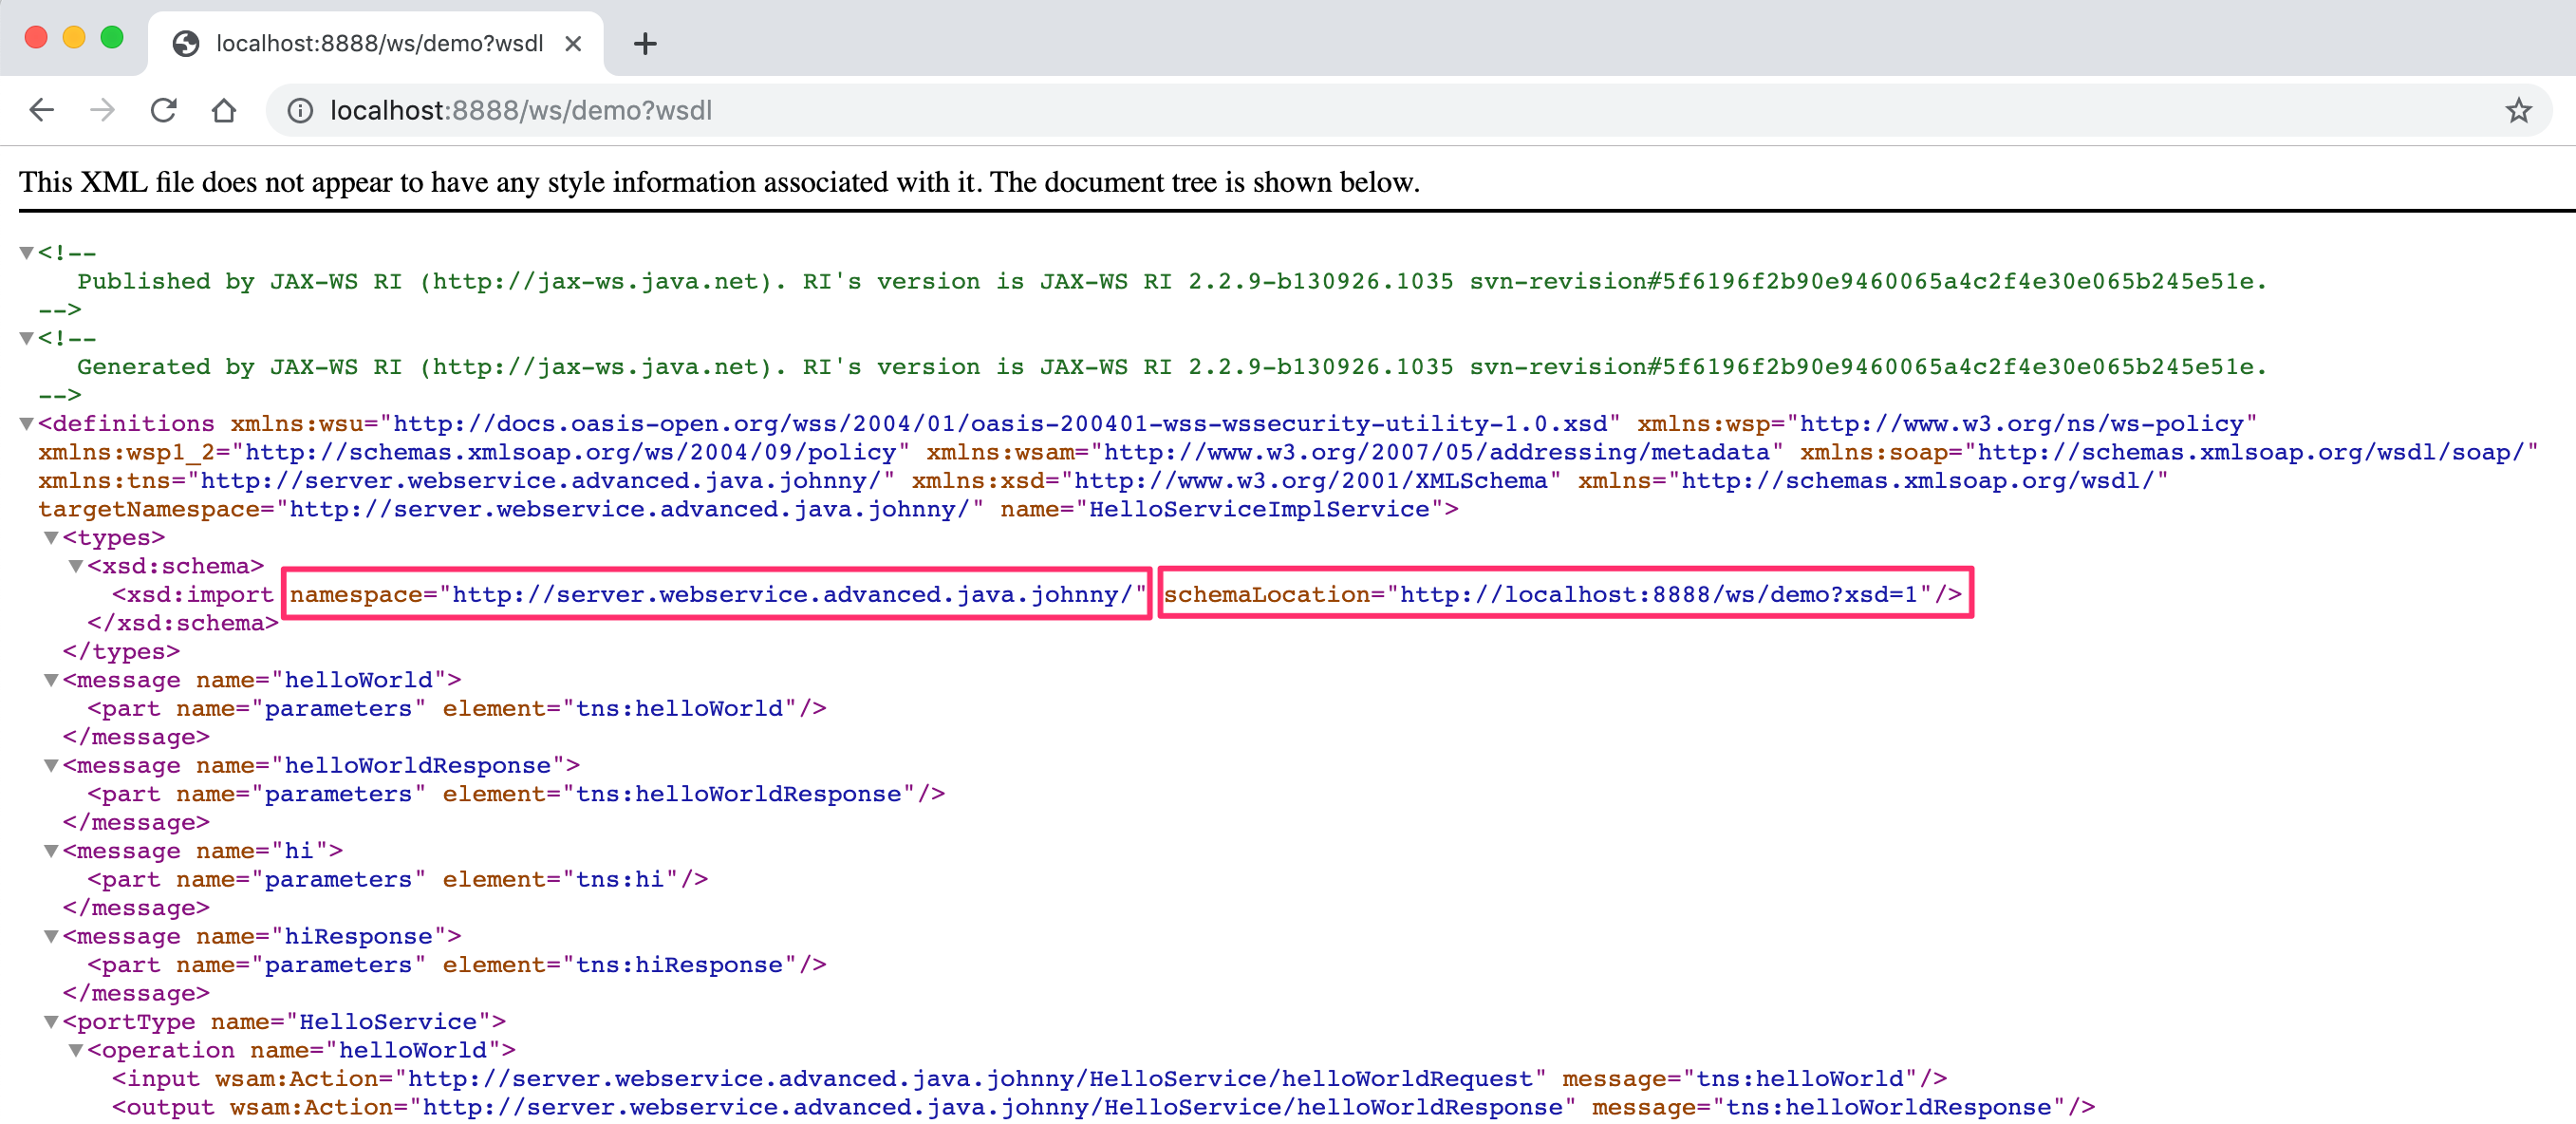 localhost:8888/ws/demo?wsdl
localhost:8888/ws/demo?wsdl
This XML file does not appear to have any style information associated with it. The document tree is shown below.
<!--
Published by JAX-WS RI (http://jax-ws.java.net). RI's version is JAX-WS RI 2.2.9-b130926.1035 svn-revision#5f6196f2b90e9460065a4c2f4e30e065b245e51e.
-->
<!--
Generated by JAX-WS RI (http://jax-ws.java.net). RI's version is JAX-WS RI 2.2.9-b130926.1035 svn-revision#5f6196f2b90e9460065a4c2f4e30e065b245e51e.
-->
<definitions xmlns:wsu="http://docs.oasis-open.org/wss/2004/01/oasis-200401-wss-wssecurity-utility-1.0.xsd" xmlns:wsp="http://www.w3.org/ns/ws-policy"
xmlns:wsp1_2="http://schemas.xmlsoap.org/ws/2004/09/policy" xmlns:wsam="http://www.w3.org/2007/05/addressing/metadata" xmlns:soap="http://schemas.xmlsoap.org/wsdl/soap/"
xmlns:tns="http://server.webservice.advanced.java.johnny/" xmlns:xsd="http://www.w3.org/2001/XMLSchema" xmlns="http://schemas.xmlsoap.org/wsdl/"
targetNamespace="http://server.webservice.advanced.java.johnny/" name="HelloServiceImplService">
<types>
<xsd:schema>
<xsd:import namespace="http://server.webservice.advanced.java.johnny/" schemaLocation="http://localhost:8888/ws/demo?xsd=1"/>
</xsd:schema>
</types>
<message name="helloWorld">
<part name="parameters" element="tns:helloWorld"/>
</message>
<message name="helloWorldResponse">
<part name="parameters" element="tns:helloWorldResponse"/>
</message>
<message name="hi">
<part name="parameters" element="tns:hi"/>
</message>
<message name="hiResponse">
<part name="parameters" element="tns:hiResponse"/>
</message>
<portType name="HelloService">
<operation name="helloWorld">
<input wsam:Action="http://server.webservice.advanced.java.johnny/HelloService/helloWorldRequest" message="tns:helloWorld"/>
<output wsam:Action="http://server.webservice.advanced.java.johnny/HelloService/helloWorldResponse" message="tns:helloWorldResponse"/>